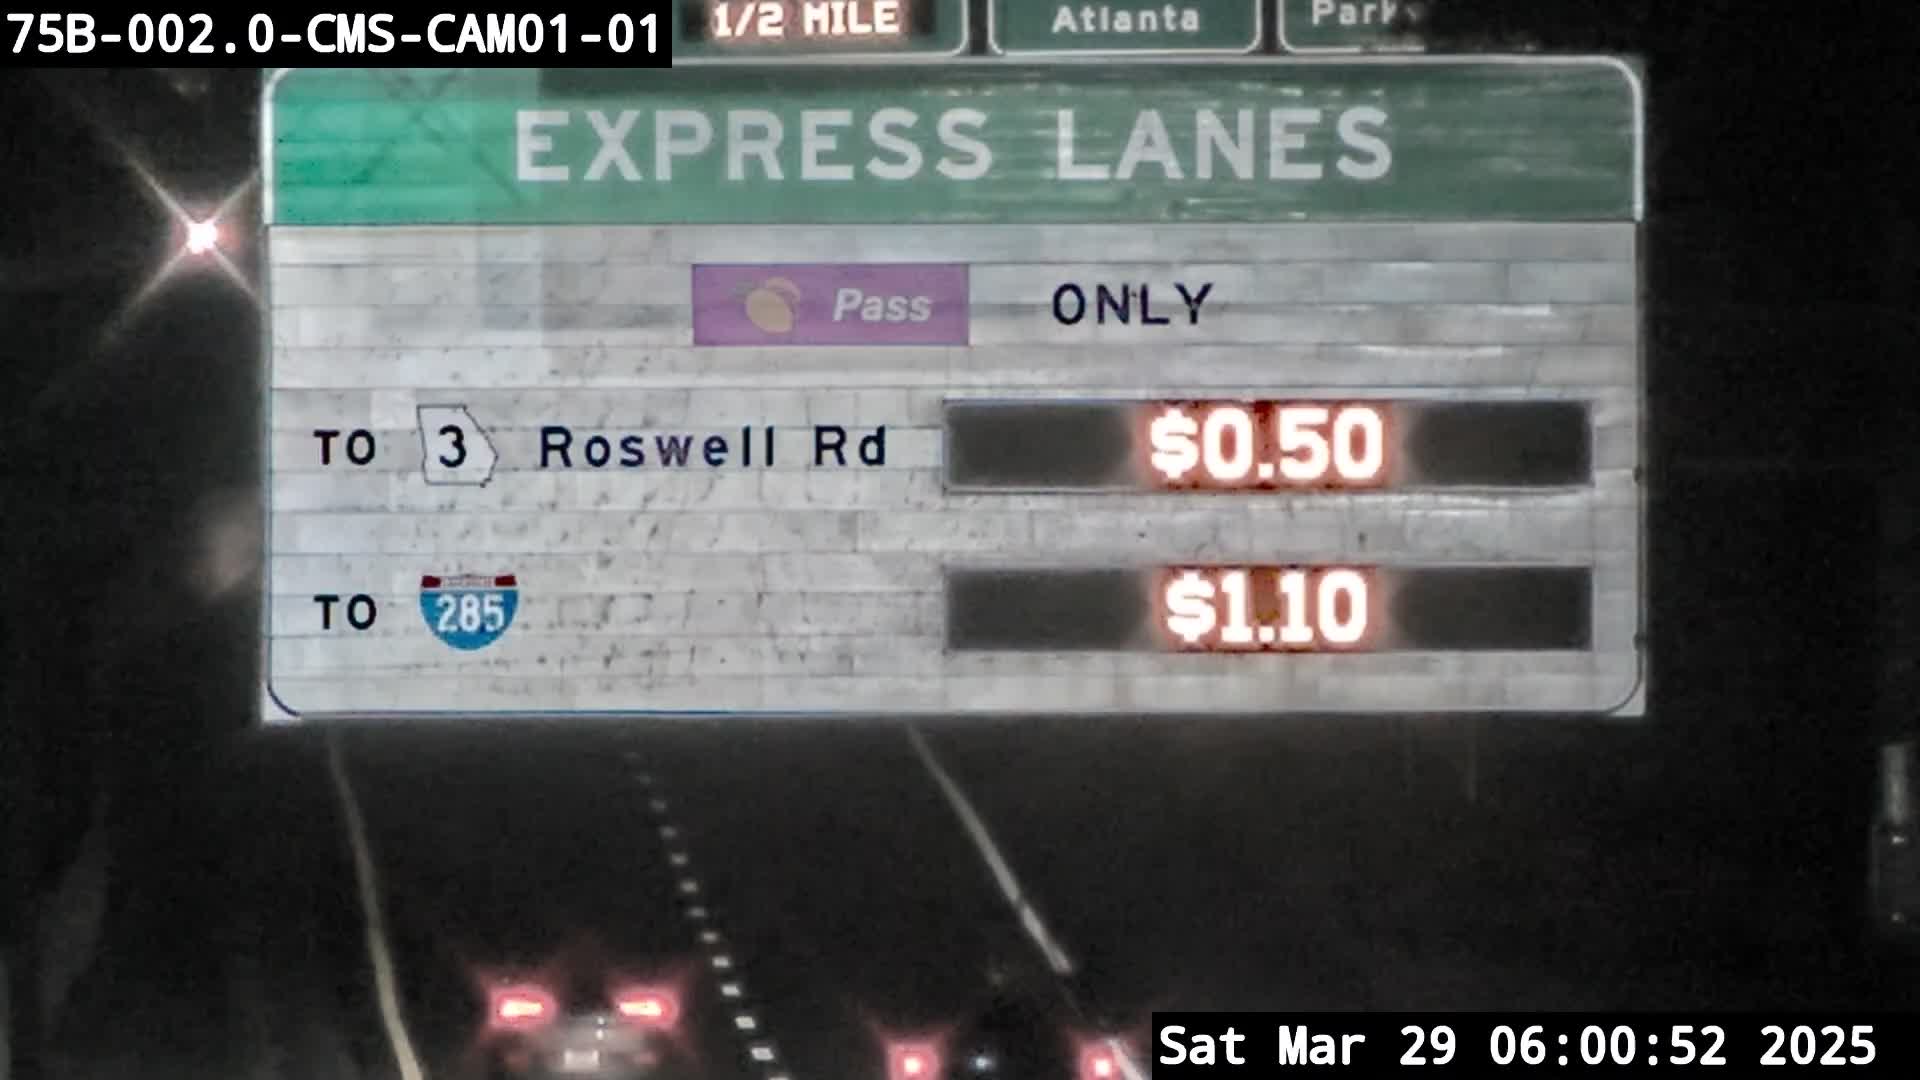 75B-002.0-CMS-CAM01-01
1/2 MILE
Atlanta
Park
EXPRESS LANES
Pass ONLY
TO 3 Roswell Rd $0.50
TO 285 $1.10
Sat Mar 29 06:00:52 2025